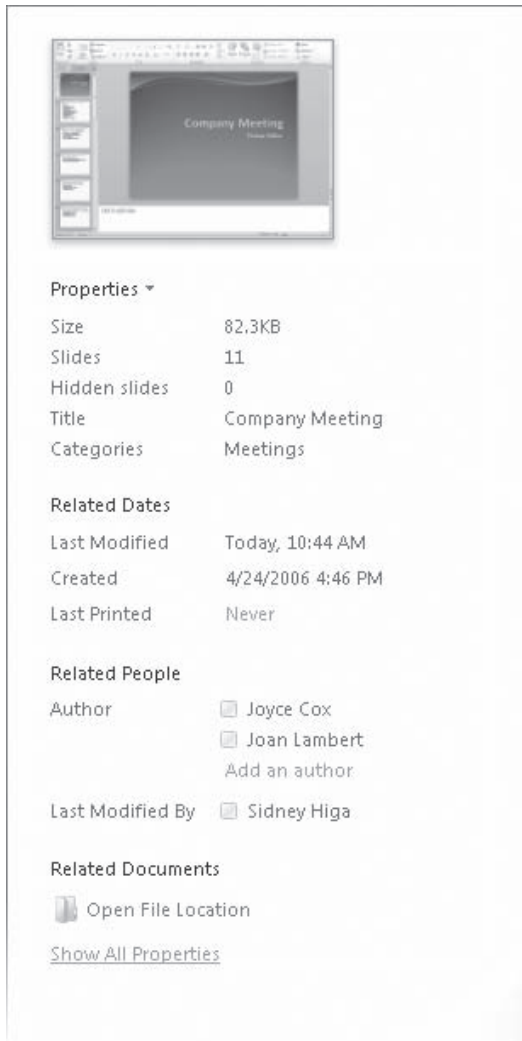 Company Meeting
Properties
Size 82.3KB
Slides 11
Hidden slides 0
Title Company Meeting
Categories Meetings
Related Dates
Last Modified Today, 10:44 AM
Created 4/24/2006 4:46 PM
Last Printed Never
Related People
Author Joyce Cox
Joan Lambert
Add an author
Last Modified By Sidney Higa
Related Documents
Open File Location
Show All Properties